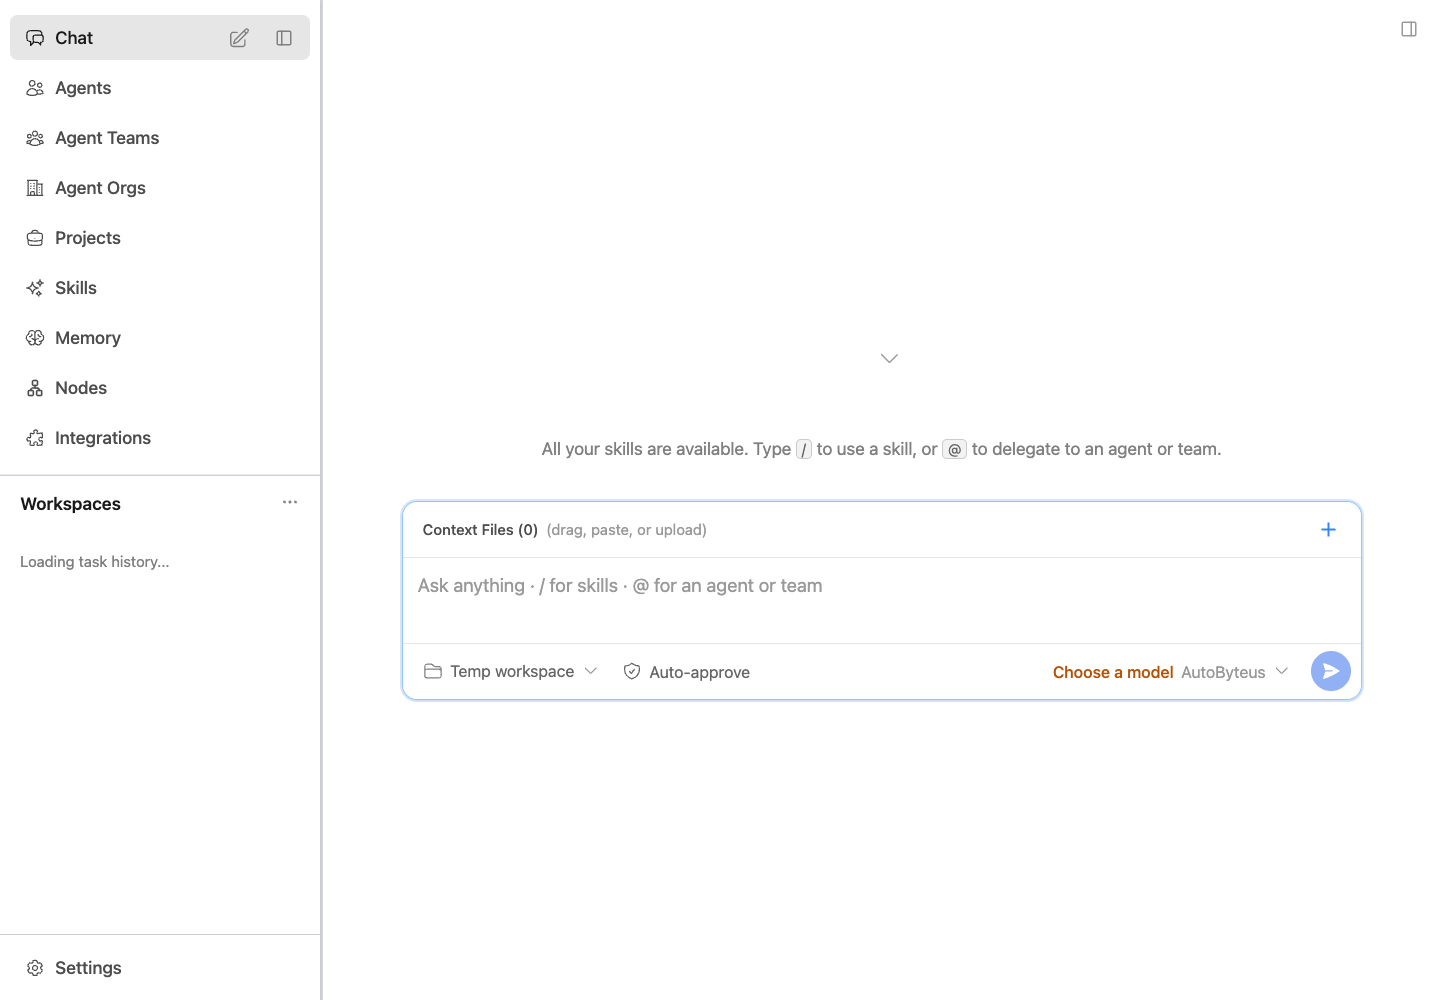 Chat
Agents
Agent Teams
Agent Orgs
Projects
Skills
Memory
Nodes
Integrations
Workspaces
Loading task history...
Settings
All your skills are available. Type / to use a skill, or @ to delegate to an agent or team.
Context Files (0) (drag, paste, or upload)
Ask anything · / for skills · @ for an agent or team
Temp workspace Auto-approve Choose a model AutoByteus